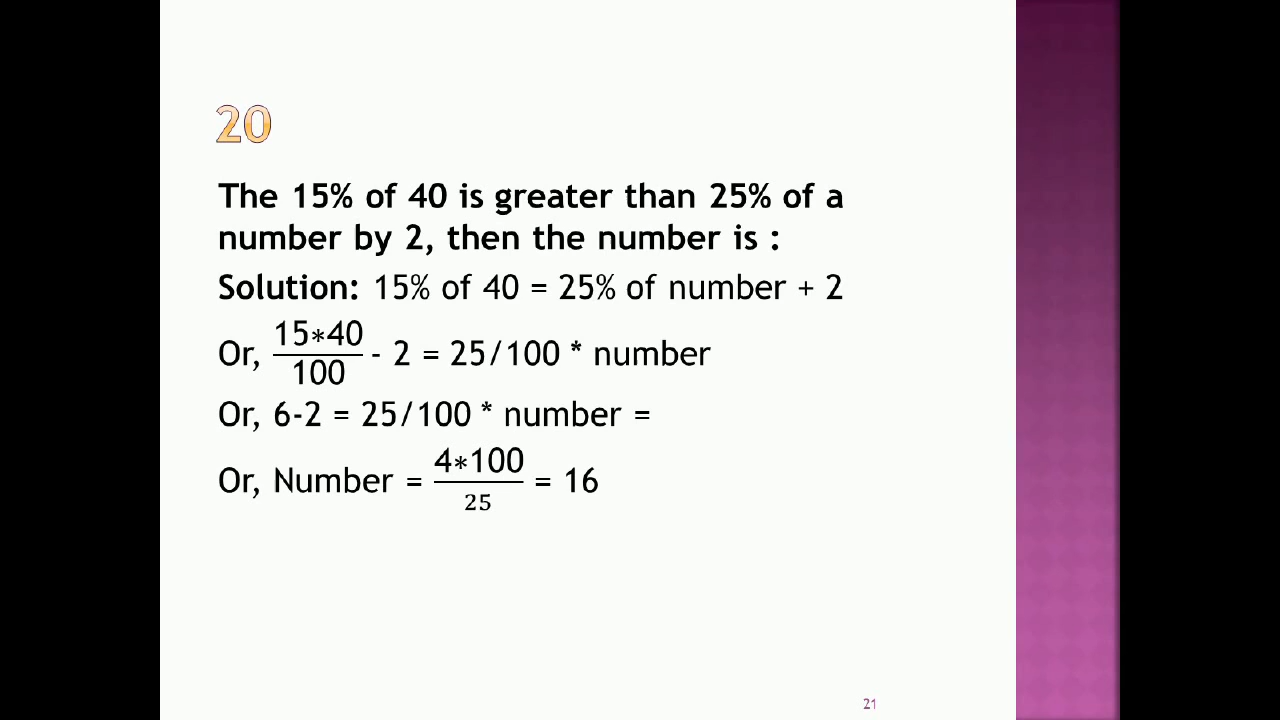 20
The 15% of 40 is greater than 25% of a
number by 2, then the number is :
Solution: 15% of 40 = 25% of number + 2
Or, 15*40/100 - 2 = 25/100 * number
Or, 6-2 = 25/100 * number =
Or, Number = 4*100/25 = 16
21